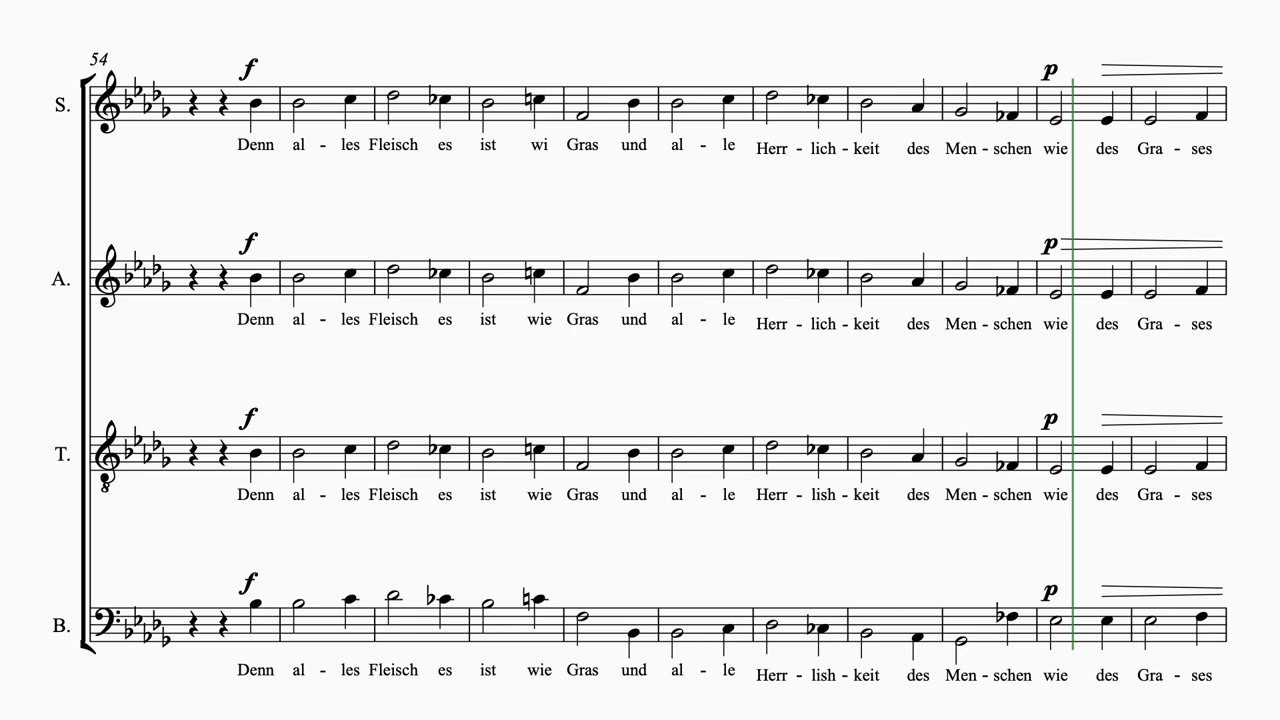 54
f p
S.
Denn al - les Fleisch es ist wi Gras und al - le Herr - lich - keit des Men - schen wie des Gra - ses
f p
A.
Denn al - les Fleisch es ist wie Gras und al - le Herr - lich - keit des Men - schen wie des Gra - ses
f p
T.
Denn al - les Fleisch es ist wie Gras und al - le Herr - lish - keit des Men - schen wie des Gra - ses
f p
B.
Denn al - les Fleisch es ist wie Gras und al - le Herr - lish - keit des Men - schen wie des Gra - ses